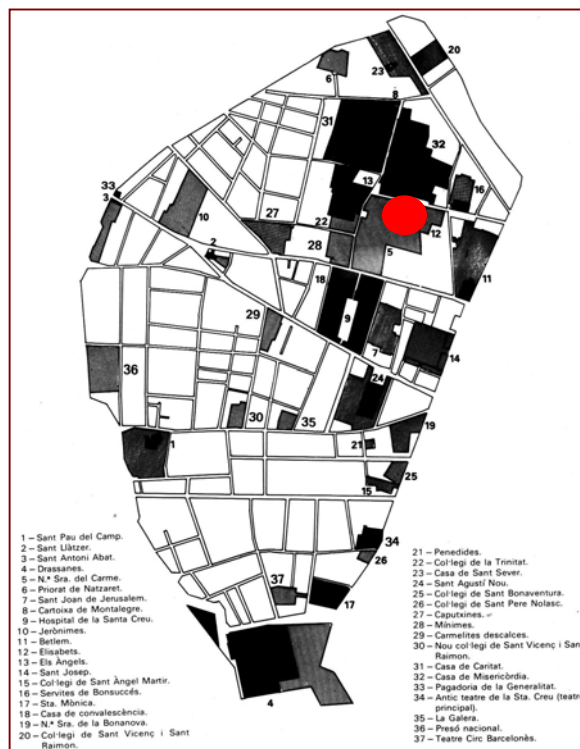 20
23
6
8
31
32
13
16
33
3
10
27
22
12
2
28
5
18
11
29
9
7
14
36
24
30
35
19
1
21
25
15
34
26
37
17
4
1 – Sant Pau del Camp.
2 – Sant Llàtzer.
3 – Sant Antoni Abat.
4 – Drassanes.
5 – N.ª Sra. del Carme.
6 – Priorat de Natzaret.
7 – Sant Joan de Jerusalem.
8 – Cartoixa de Montalegre.
9 – Hospital de la Santa Creu.
10 – Jerònimes.
11 – Betlem.
12 – Elisabets.
13 – Els Àngels.
14 – Sant Josep.
15 – Col·legi de Sant Àngel Martir.
16 – Servites de Bonsuccés.
17 – Sta. Mònica.
18 – Casa de convalescència.
19 – N.ª Sra. de la Bonanova.
20 – Col·legi de Sant Vicenç i Sant
Raimon.
21 – Penedides.
22 – Col·legi de la Trinitat.
23 – Casa de Sant Sever.
24 – Sant Agustí Nou.
25 – Col·legi de Sant Bonaventura.
26 – Col·legi de Sant Pere Nolasc.
27 – Caputxines.
28 – Mínimes.
29 – Carmelites descalces.
30 – Nou col·legi de Sant Vicenç i San
Raimon.
31 – Casa de Caritat.
32 – Casa de Misericòrdia.
33 – Pagadoria de la Generalitat.
34 – Antic teatre de la Sta. Creu (teatre
principal).
35 – La Galera.
36 – Presó nacional.
37 – Teatre Circ Barcelonès.